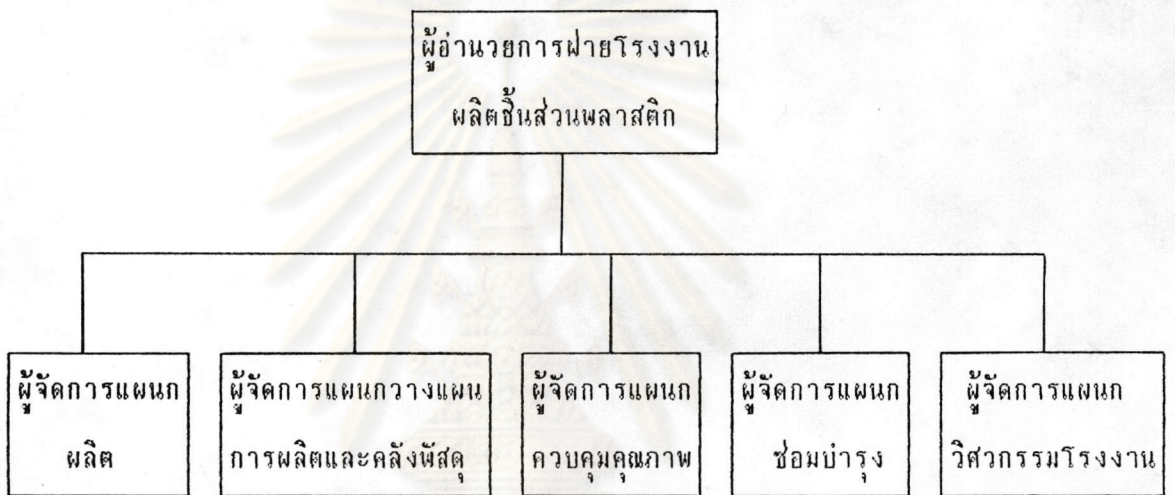 ผู้อำนวยการฝ่ายโรงงาน
ผลิตชิ้นส่วนพลาสติก
ผู้จัดการแผนก
ผลิต
ผู้จัดการแผนกวางแผน
การผลิตและคลังพัสดุ
ผู้จัดการแผนก
ควบคุมคุณภาพ
ผู้จัดการแผนก
ซ่อมบำรุง
ผู้จัดการแผนก
วิศวกรรมโรงงาน